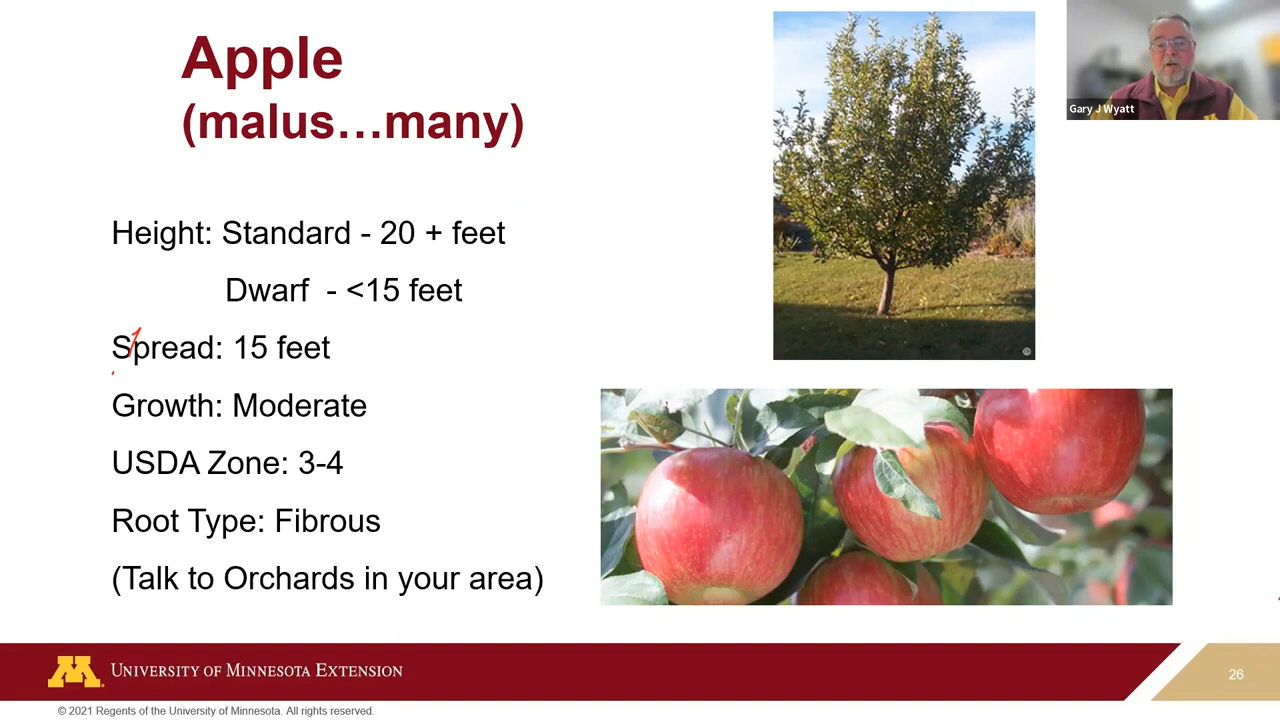 Apple
(malus...many)
Gary J Wyatt
Height: Standard - 20 + feet
Dwarf - <15 feet
Spread: 15 feet
Growth: Moderate
USDA Zone: 3-4
Root Type: Fibrous
(Talk to Orchards in your area)
M UNIVERSITY OF MINNESOTA EXTENSION
26
© 2021 Regents of the University of Minnesota. All rights reserved.